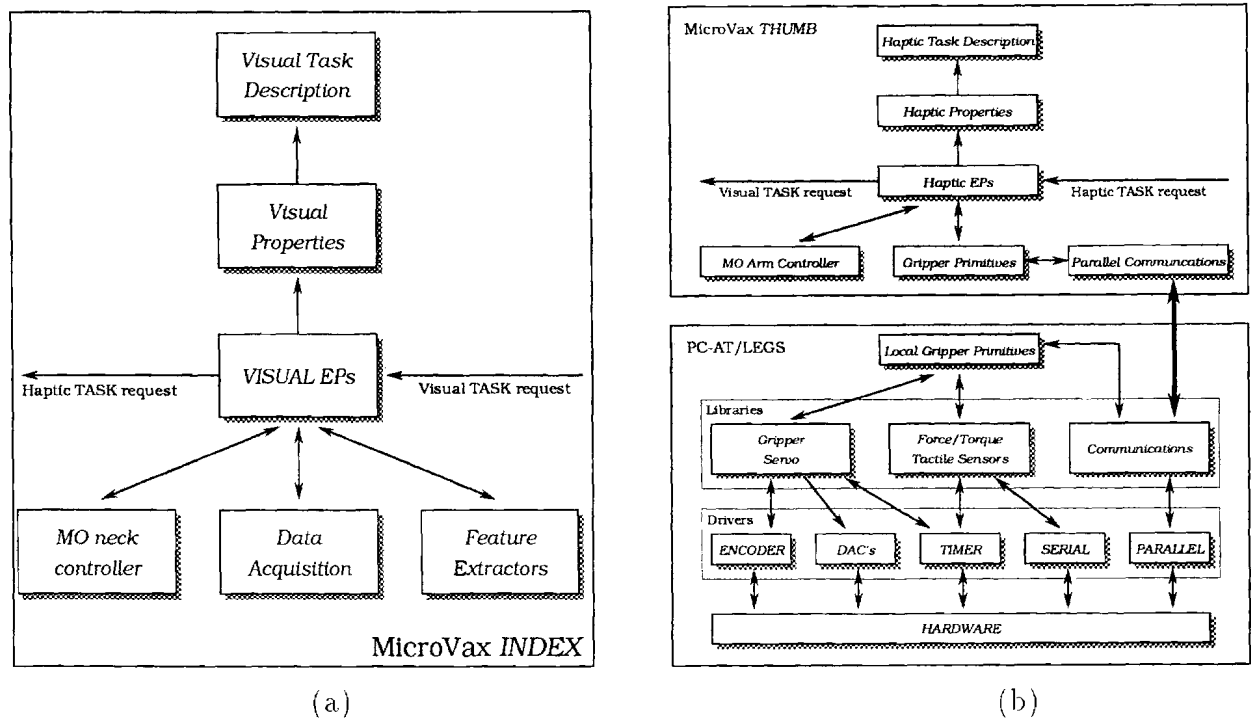 Visual Task
Description
Visual
Properties
VISUAL EPs
Haptic TASK request
Visual TASK request
MO neck
controller
Data
Acquisition
Feature
Extractors
MicroVax INDEX
(a)
MicroVax THUMB
Haptic Task Description
Haptic Properties
Haptic EPs
Visual TASK request
Haptic TASK request
MO Arm Controller
Gripper Primitives
Parallel Communcations
PC-AT/LEGS
Local Gripper Primitives
Libraries
Gripper
Servo
Force/Torque
Tactile Sensors
Communications
Drivers
ENCODER
DAC's
TIMER
SERIAL
PARALLEL
HARDWARE
(b)